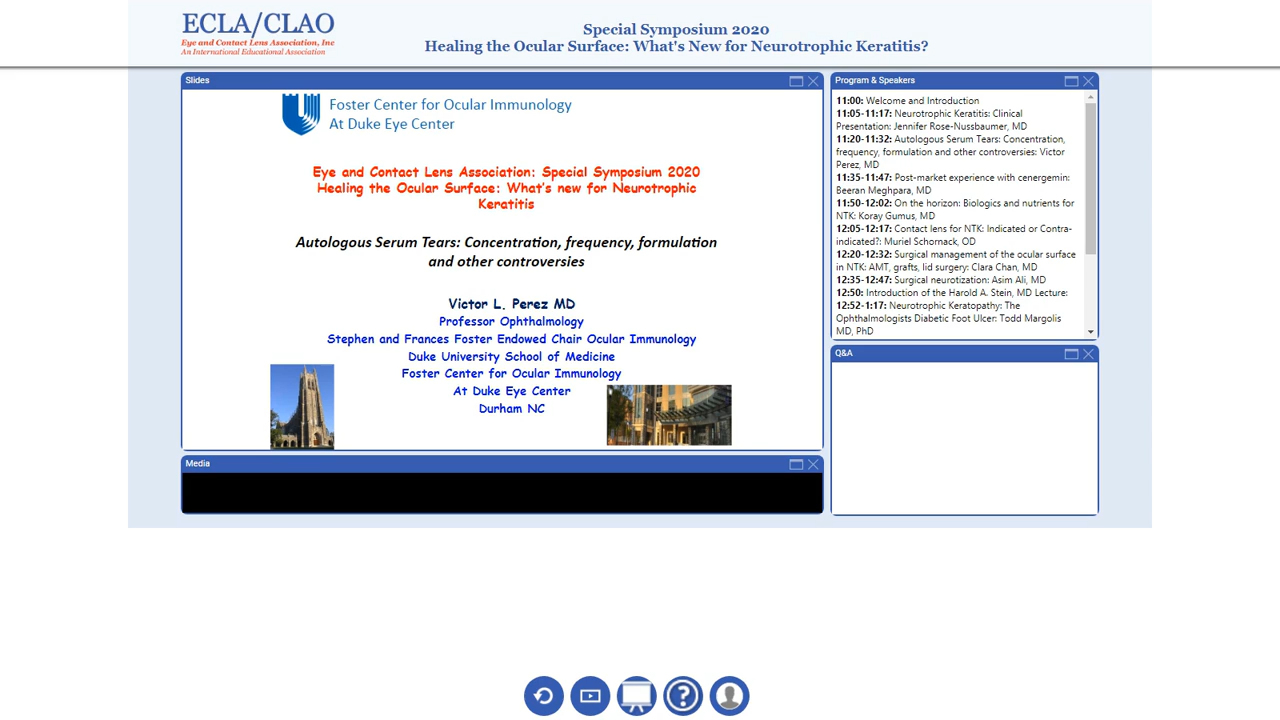 ECLA/CLAO
Eye and Contact Lens Association, Inc
An International Educational Association
Special Symposium 2020
Healing the Ocular Surface: What's New for Neurotrophic Keratitis?
Slides
Foster Center for Ocular Immunology
At Duke Eye Center
Eye and Contact Lens Association: Special Symposium 2020
Healing the Ocular Surface: What's new for Neurotrophic
Keratitis
Autologous Serum Tears: Concentration, frequency, formulation
and other controversies
Victor L. Perez MD
Professor Ophthalmology
Stephen and Frances Foster Endowed Chair Ocular Immunology
Duke University School of Medicine
Foster Center for Ocular Immunology
At Duke Eye Center
Durham NC
Media
Program & Speakers
11:00: Welcome and Introduction
11:05-11:17: Neurotrophic Keratitis: Clinical
Presentation: Jennifer Rose-Nussbaumer, MD
11:20-11:32: Autologous Serum Tears: Concentration,
frequency, formulation and other controversies: Victor
Perez, MD
11:35-11:47: Post-market experience with cenergemin:
Beeran Meghpara, MD
11:50-12:02: On the horizon: Biologics and nutrients for
NTK: Koray Gumus, MD
12:05-12:17: Contact lens for NTK: Indicated or Contra-
indicated?: Muriel Schornack, OD
12:20-12:32: Surgical management of the ocular surface
in NTK: AMT, grafts, lid surgery: Clara Chan, MD
12:35-12:47: Surgical neurotization: Asim Ali, MD
12:50: Introduction of the Harold A. Stein, MD Lecture:
12:52-1:17: Neurotrophic Keratopathy: The
Ophthalmologists Diabetic Foot Ulcer: Todd Margolis
MD, PhD
Q&A